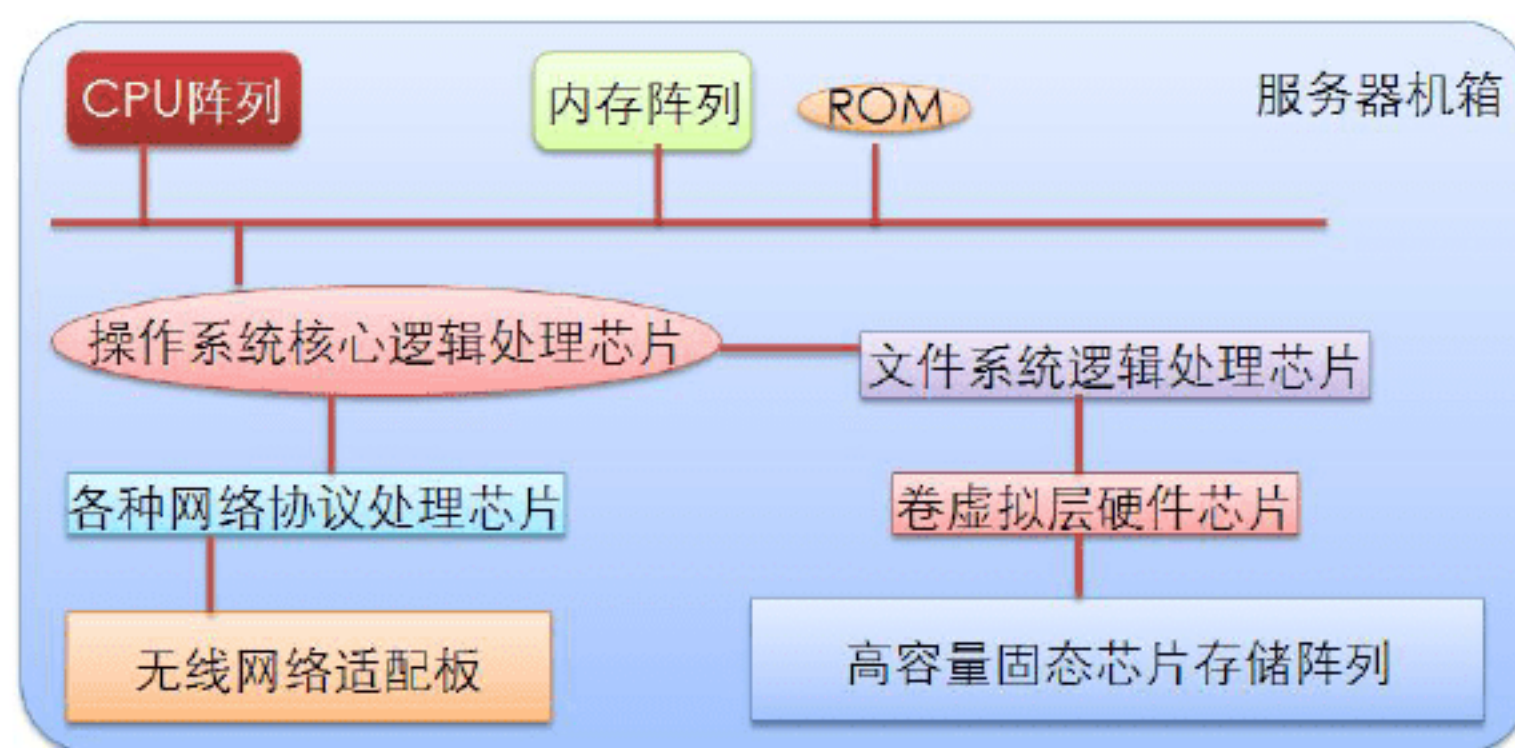 CPU阵列
内存阵列
ROM
服务器机箱
操作系统核心逻辑处理芯片
文件系统逻辑处理芯片
各种网络协议处理芯片
卷虚拟层硬件芯片
无线网络适配板
高容量固态芯片存储阵列